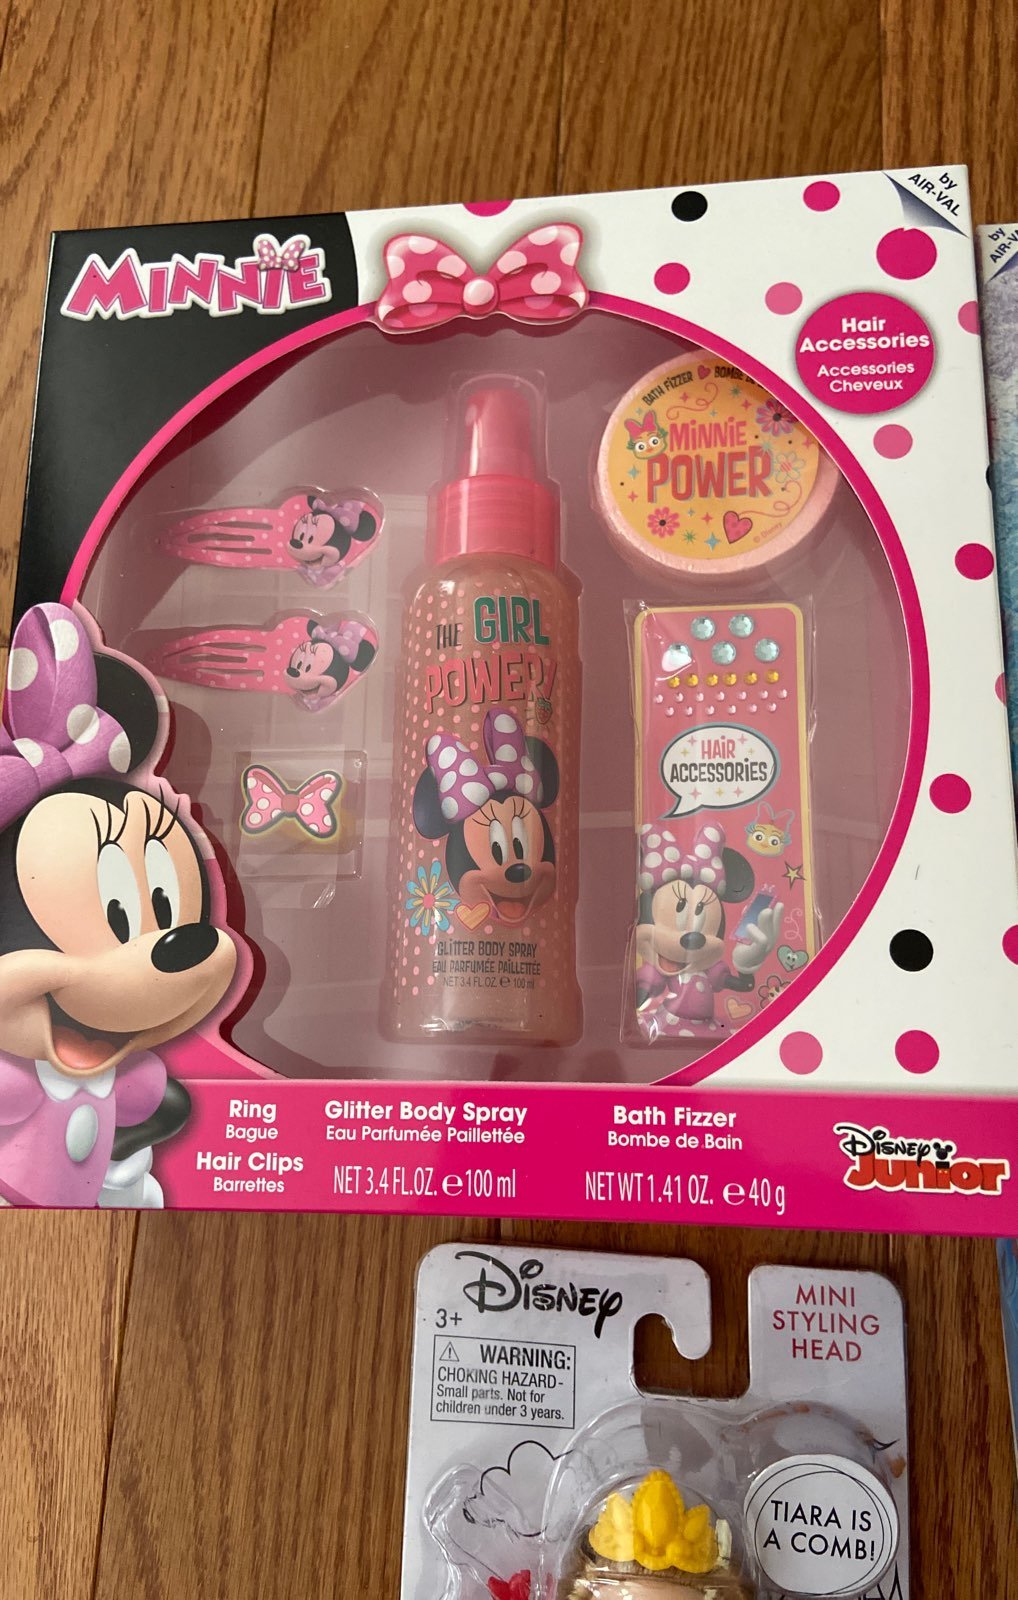 MINNIE
by
AIR-VAL
by
Hair
Accessories
Accessories
Cheveux
BATH FIZZER
MINNIE
POWER
© Disney
THE GIRL
POWER!
HAIR
ACCESSORIES
GLITTER BODY SPRAY
EAU PARFUMÉE PAILLETTÉE
NET 3.4 FL.OZ. e 100 ml
Ring
Bague
Hair Clips
Barrettes
Glitter Body Spray
Eau Parfumée Pailletée
NET 3.4 FL.OZ. e 100 ml
Bath Fizzer
Bombe de Bain
NET WT 1.41 OZ. e 40 g
Disney
Junior
Disney
3+
WARNING:
CHOKING HAZARD-
Small parts. Not for
children under 3 years.
MINI
STYLING
HEAD
TIARA IS
A COMB!